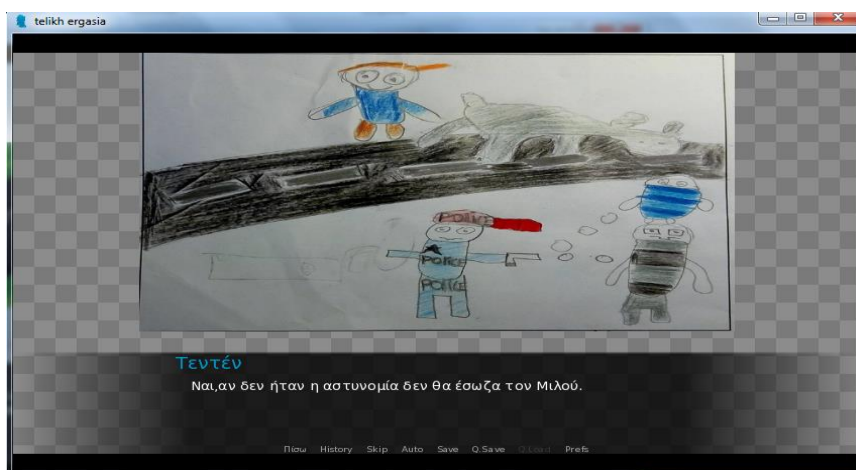 telikh ergasia
POLICE
POLICE
POLICE
Τεντέν
Ναι,αν δεν ήταν η αστυνομία δεν θα έσωζα τον Μιλού.
Πίσω History Skip Auto Save Q.Save Q.Load Prefs